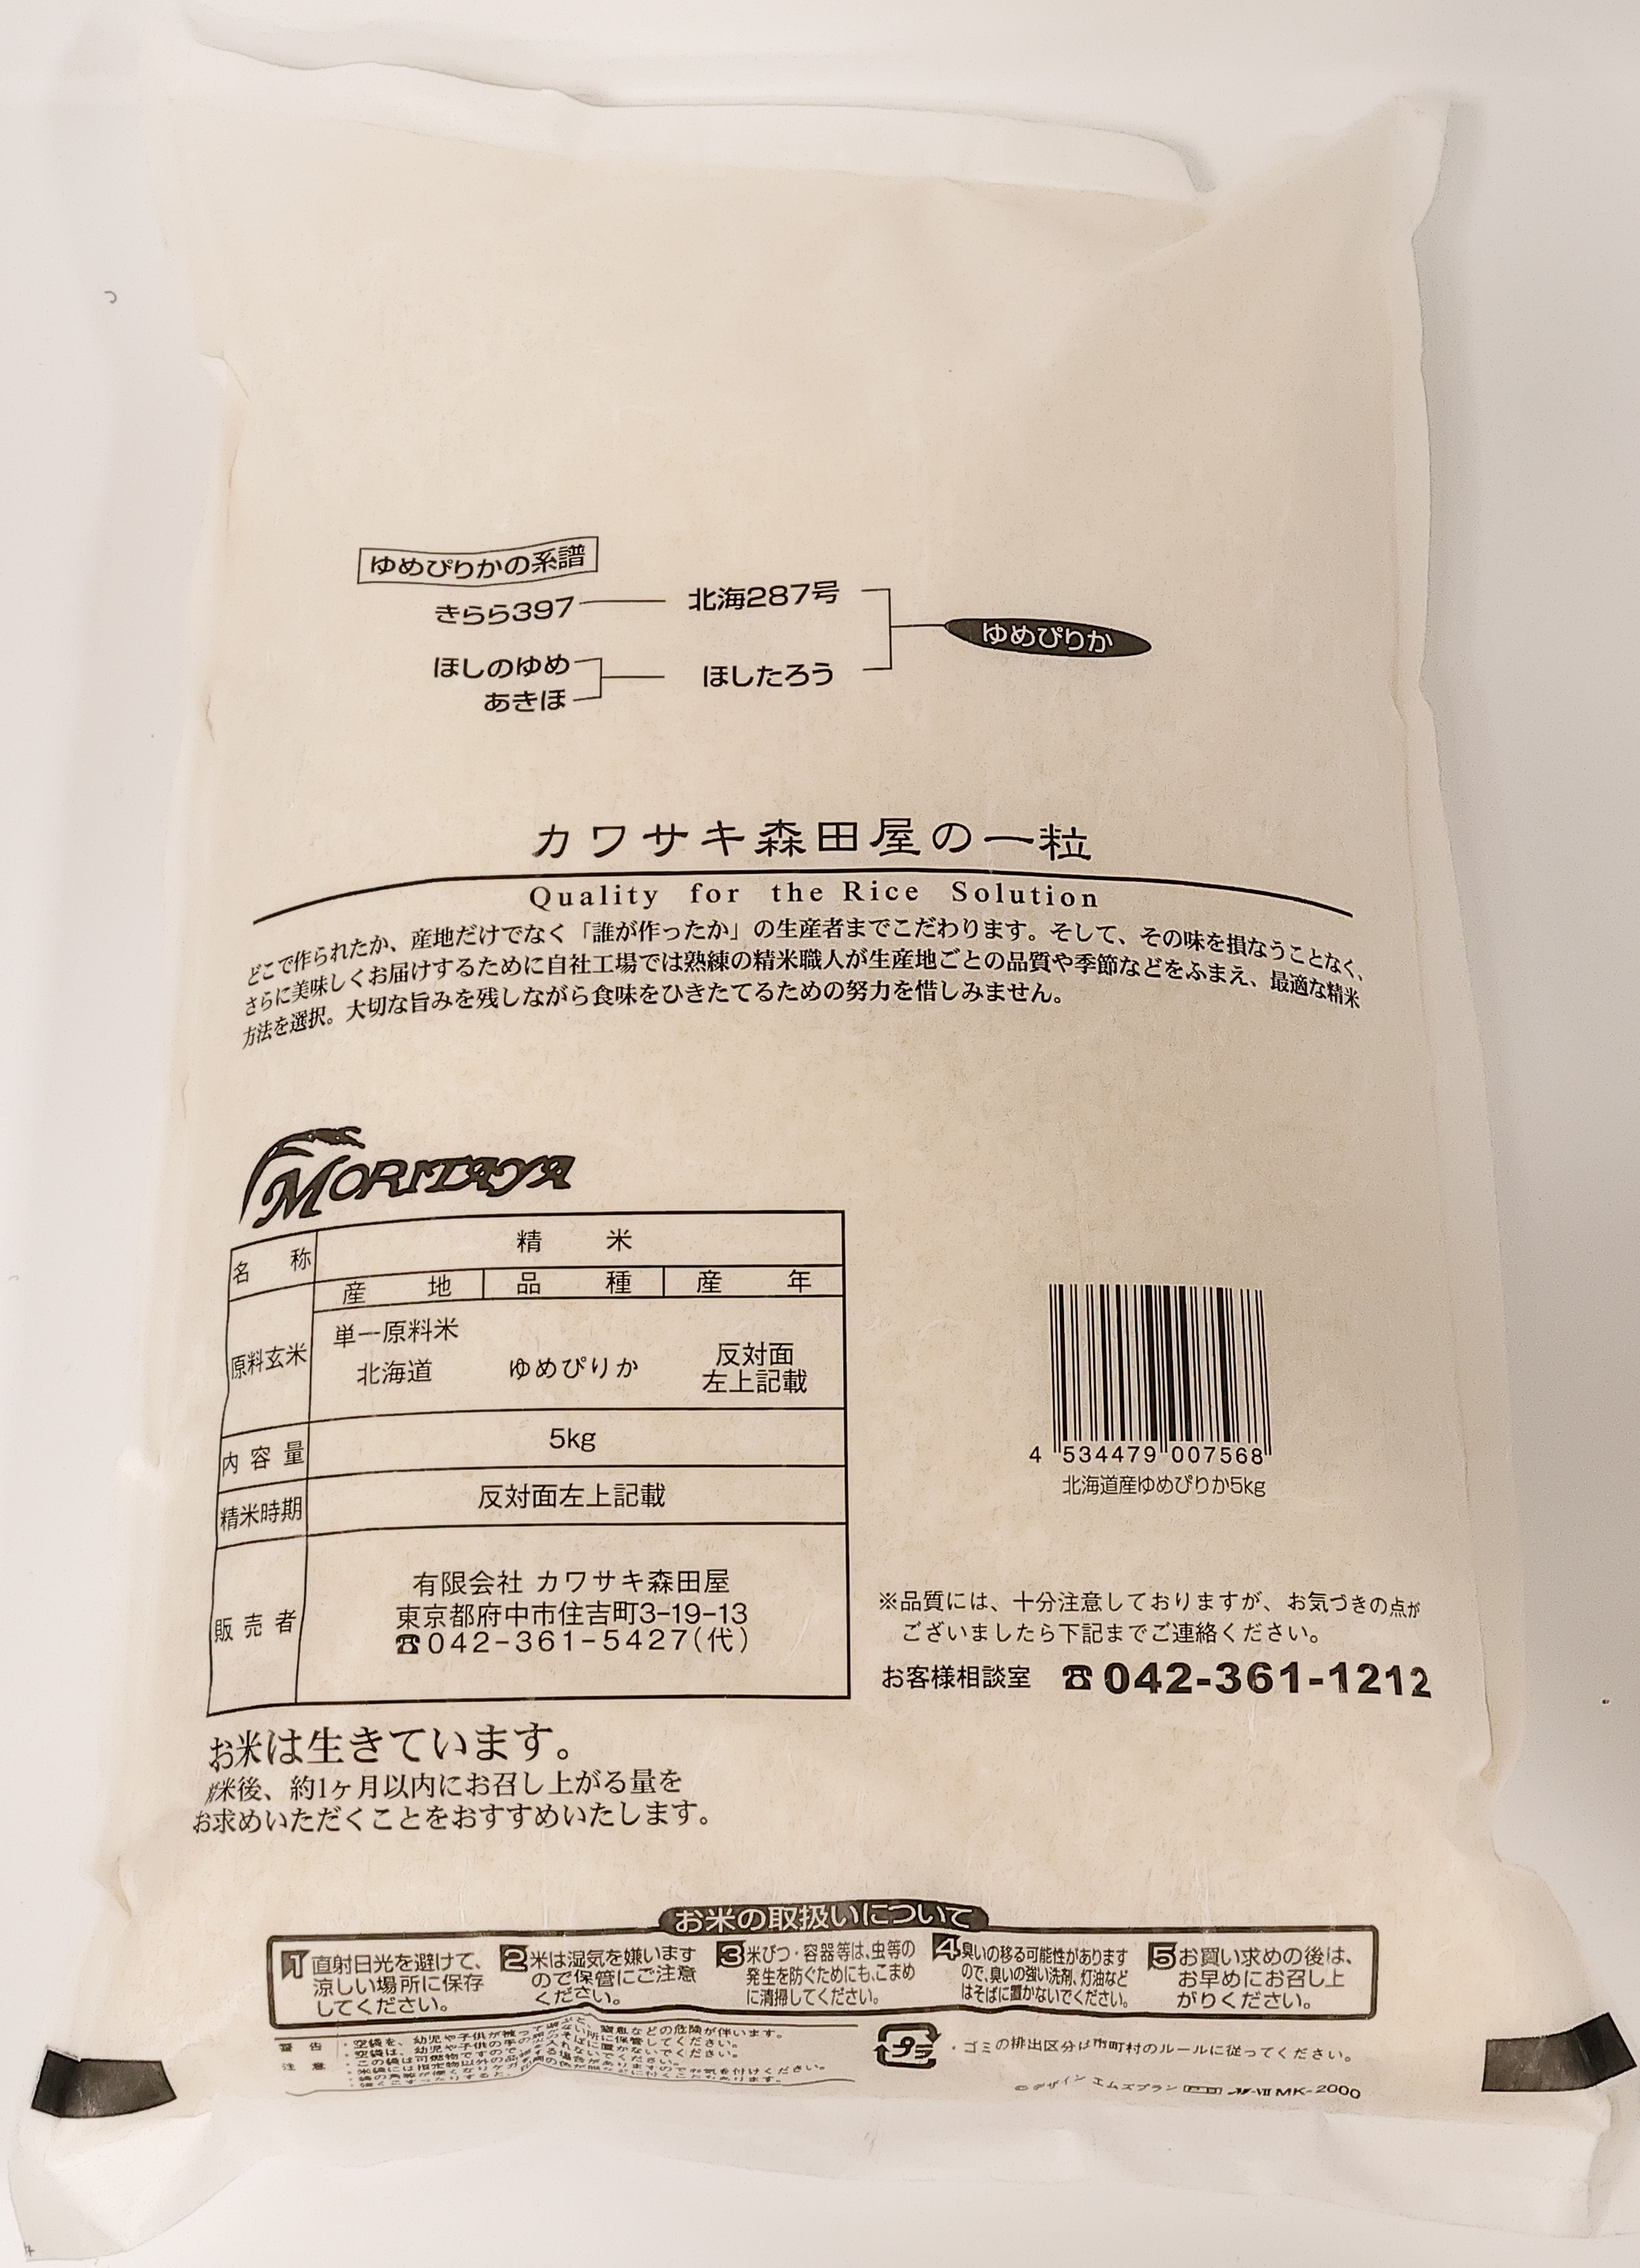 ゆめぴりかの系譜
きらら397
北海287号
ゆめぴりか
ほしのゆめ
あきほ
ほしたろう
カワサキ森田屋の一粒
Quality for the Rice Solution
どこで作られたか、産地だけでなく「誰が作ったか」の生産者までこだわります。そして、その味を損なうことなく、
さらに美味しくお届けするために自社工場では熟練の精米職人が生産地ごとの品質や季節などをふまえ、最適な精米
方法を選択。大切な旨みを残しながら食味をひきたてるための努力を惜しみません。
MORITAYA
名称 精米
産地 品種 産年
原料玄米
単一原料米
北海道 ゆめぴりか
反対面
左上記載
内容量 5kg
精米時期 反対面左上記載
販売者
有限会社 カワサキ森田屋
東京都府中市住吉町3-19-13
☎042-361-5427(代)
4 534479 007568
北海道産ゆめぴりか5kg
※品質には、十分注意しておりますが、お気づきの点が
ございましたら下記までご連絡ください。
お客様相談室 ☎042-361-1212
お米は生きています。
米後、約1ヶ月以内にお召し上がる量を
お求めいただくことをおすすめいたします。
お米の取扱いについて
1 直射日光を避けて、
涼しい場所に保存
してください。
2 米は湿気を嫌います
ので保管にご注意
ください。
3 米びつ・容器等は、虫等の
発生を防ぐためにも、こまめ
に清掃してください。
4 臭いの移る可能性があります
ので、臭いの強い洗剤、灯油など
はそばに置かないでください。
5 お買い求めの後は、
お早めにお召し上
がりください。
警告
注意
プラ
・ゴミの排出区分は市町村のルールに従ってください。
©デザイン エムズプラン
MK-2000